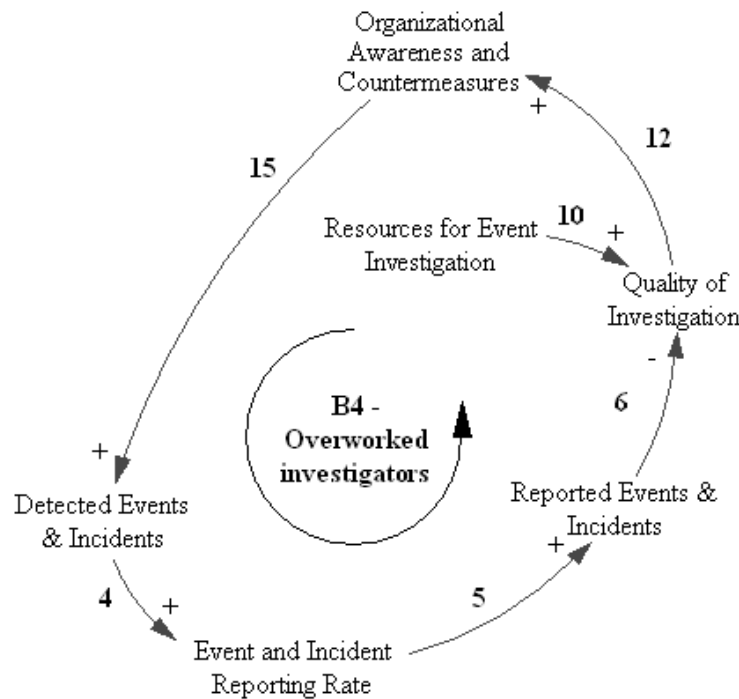 Organizational
Awareness and
Countermeasures
+
12
15
Resources for Event
Investigation
10
+
Quality of
Investigation
-
6
B4 -
Overworked
investigators
+
Detected Events
& Incidents
Reported Events &
Incidents
+
4
+
5
Event and Incident
Reporting Rate